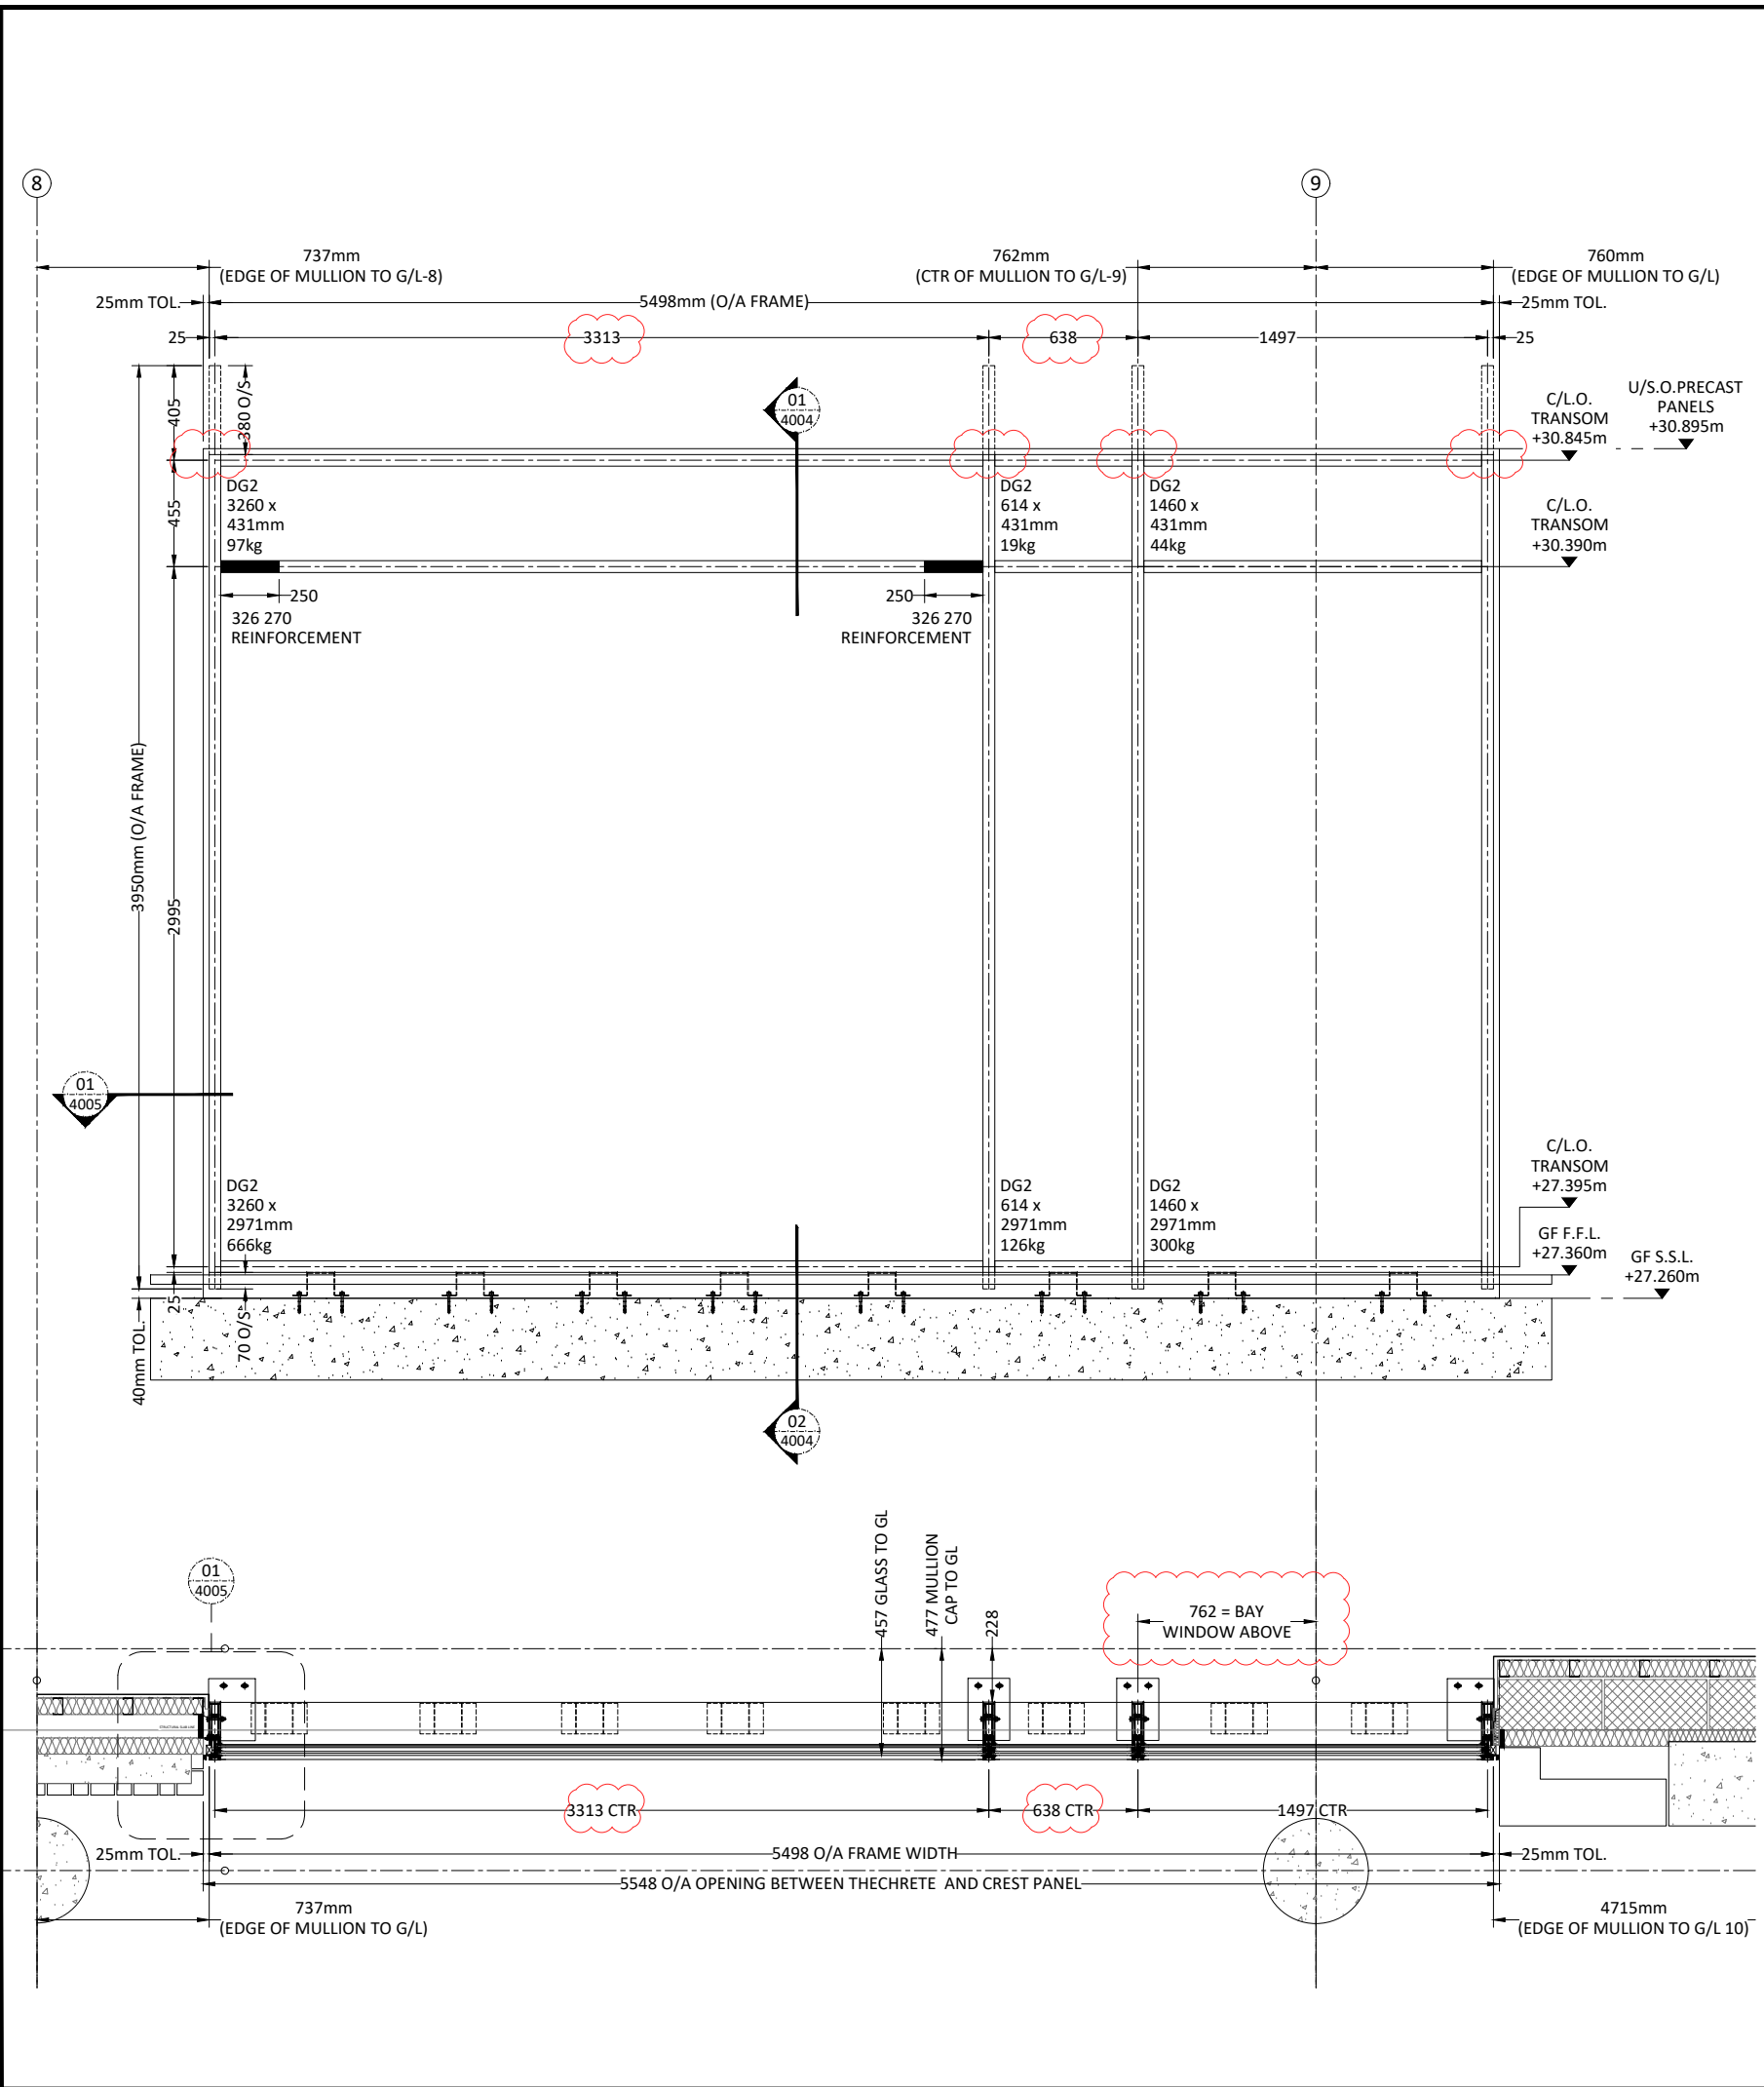 8
9
737mm
(EDGE OF MULLION TO G/L-8)
762mm
(CTR OF MULLION TO G/L-9)
760mm
(EDGE OF MULLION TO G/L)
25mm TOL.
5498mm (O/A FRAME)
25mm TOL.
25
3313
638
1497
25
405
380 O/S
01
4004
C/L.O.
TRANSOM
+30.845m
U/S.O.PRECAST
PANELS
+30.895m
455
DG2
3260 x
431mm
97kg
DG2
614 x
431mm
19kg
DG2
1460 x
431mm
44kg
C/L.O.
TRANSOM
+30.390m
250
326 270
REINFORCEMENT
250
326 270
REINFORCEMENT
3950mm (O/A FRAME)
2995
01
4005
DG2
3260 x
2971mm
666kg
DG2
614 x
2971mm
126kg
DG2
1460 x
2971mm
300kg
C/L.O.
TRANSOM
+27.395m
GF F.F.L.
+27.360m
GF S.S.L.
+27.260m
25
70 O/S
40mm TOL.
02
4004
01
4005
457 GLASS TO GL
477 MULLION
CAP TO GL
228
762 = BAY
WINDOW ABOVE
3313 CTR
638 CTR
1497 CTR
25mm TOL.
5498 O/A FRAME WIDTH
25mm TOL.
5548 O/A OPENING BETWEEN THECHRETE AND CREST PANEL
737mm
(EDGE OF MULLION TO G/L)
4715mm
(EDGE OF MULLION TO G/L 10)